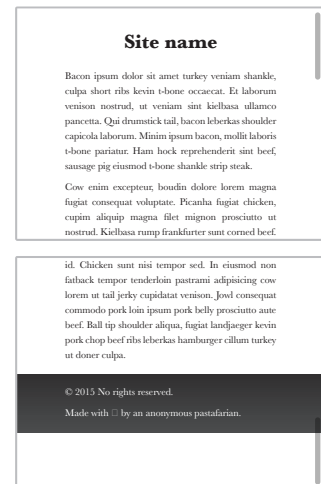 Site name
Bacon ipsum dolor sit amet turkey veniam shankle,
culpa short ribs kevin t-bone occaecat. Et laborum
venison nostrud, ut veniam sint kielbasa ullamco
pancetta. Qui drumstick tail, bacon leberkas shoulder
capicola laborum. Minim ipsum bacon, mollit laboris
t-bone pariatur. Ham hock reprehenderit sint beef,
sausage pig eiusmod t-bone shankle strip steak.
Cow enim excepteur, boudin dolore lorem magna
fugiat consequat voluptate. Picanha fugiat chicken,
cupim aliquip magna filet mignon prosciutto ut
nostrud. Kielbasa rump frankfurter sunt corned beef.
id. Chicken sunt nisi tempor sed. In eiusmod non
fatback tempor tenderloin pastrami adipisicing cow
lorem ut tail jerky cupidatat venison. Jowl consequat
commodo pork loin ipsum pork belly prosciutto aute
beef. Ball tip shoulder aliqua, fugiat landjaeger kevin
pork chop beef ribs leberkas hamburger cillum turkey
ut doner culpa.
© 2015 No rights reserved.
Made with □ by an anonymous pastafarian.